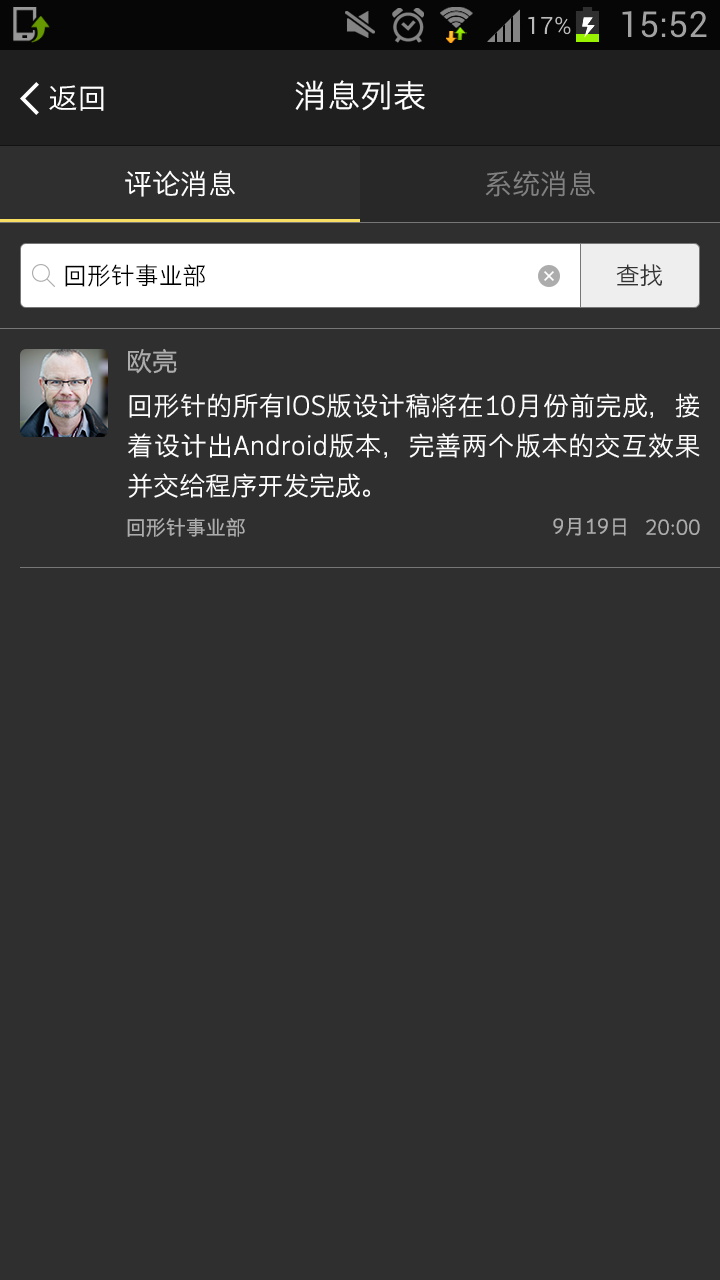 17% 15:52
返回 消息列表
评论消息 系统消息
回形针事业部 查找
欧亮
回形针的所有IOS版设计稿将在10月份前完成，接
着设计出Android版本，完善两个版本的交互效果
并交给程序开发完成。
回形针事业部 9月19日 20:00